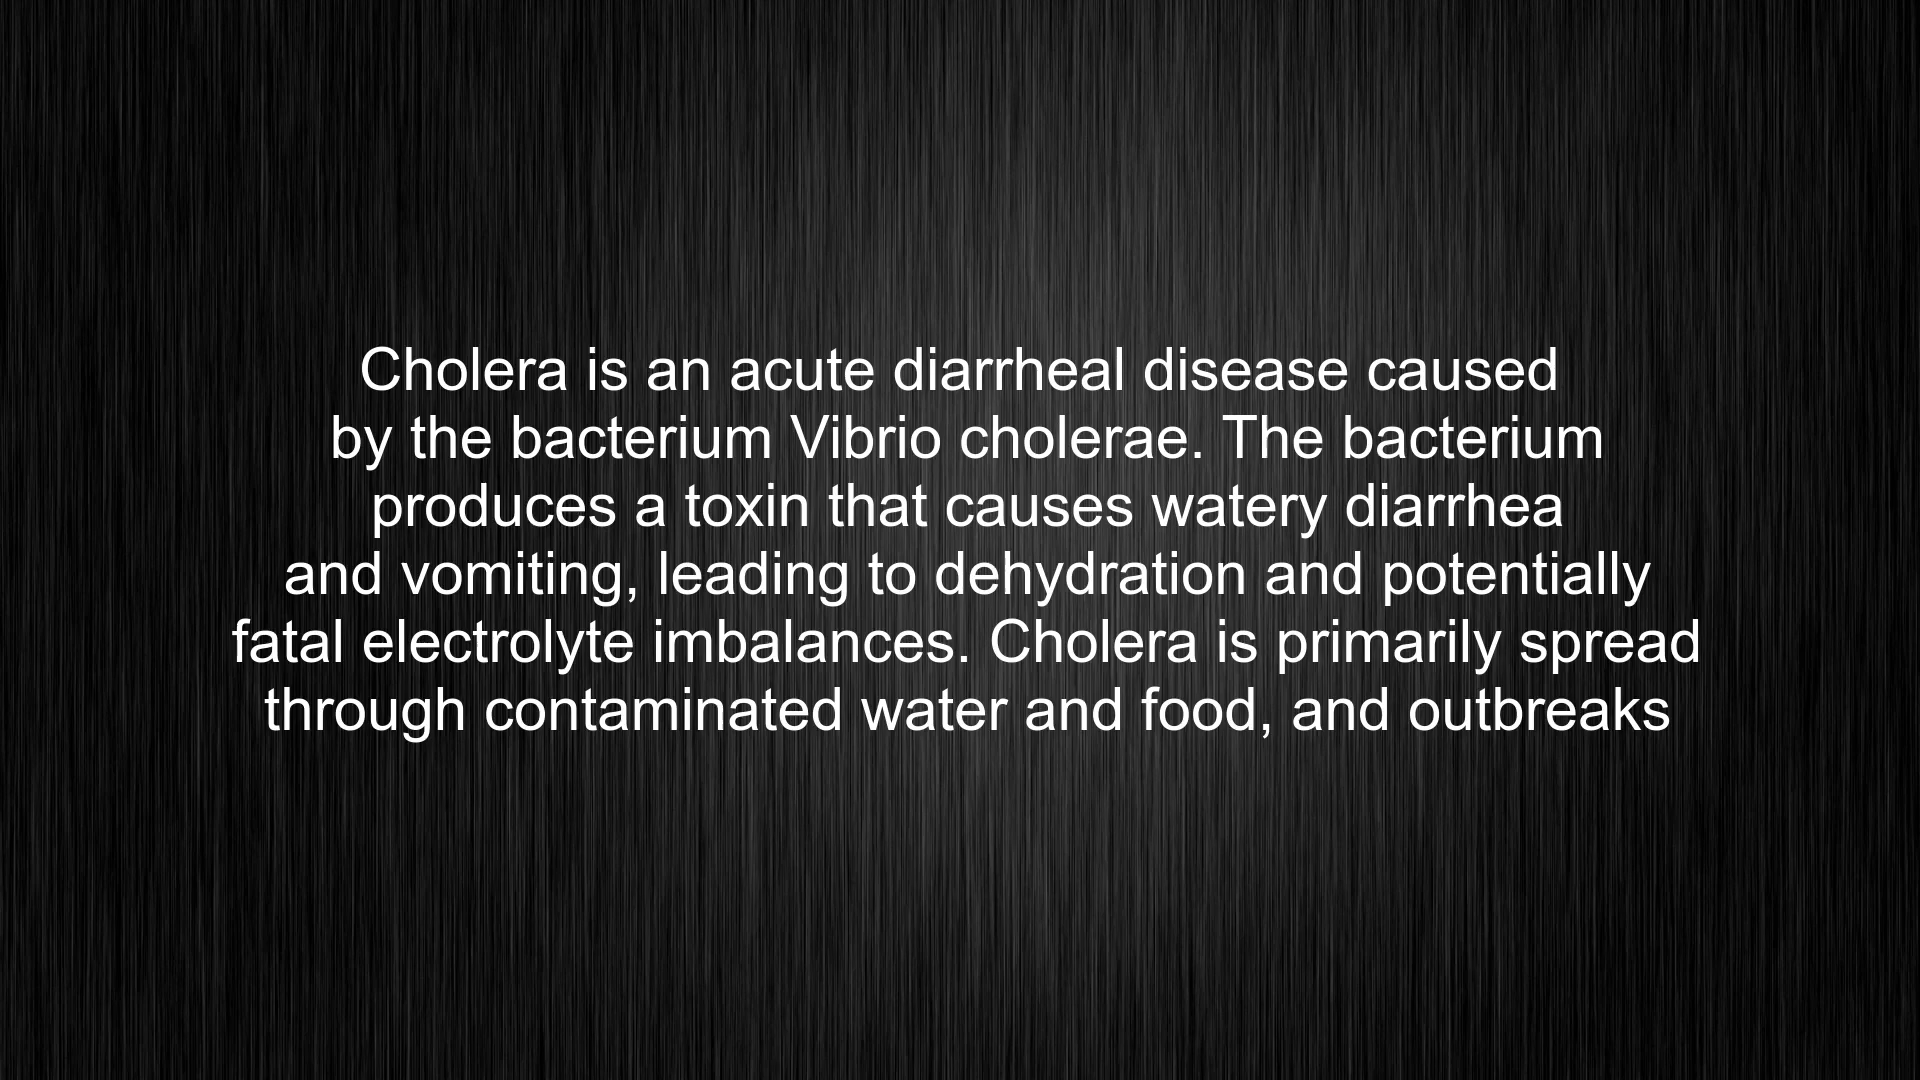 Cholera is an acute diarrheal disease caused
by the bacterium Vibrio cholerae. The bacterium
produces a toxin that causes watery diarrhea
and vomiting, leading to dehydration and potentially
fatal electrolyte imbalances. Cholera is primarily spread
through contaminated water and food, and outbreaks